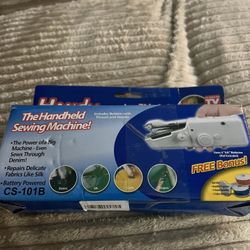 Handy
The Handheld
Sewing Machine!
Includes Bobbin with
Thread and Needle
• The Power of a Big
Machine - Even
Sews Through
Denim!
• Repairs Delicate
Fabrics Like Silk
• Battery Powered
CS-101B
FREE Bonus!